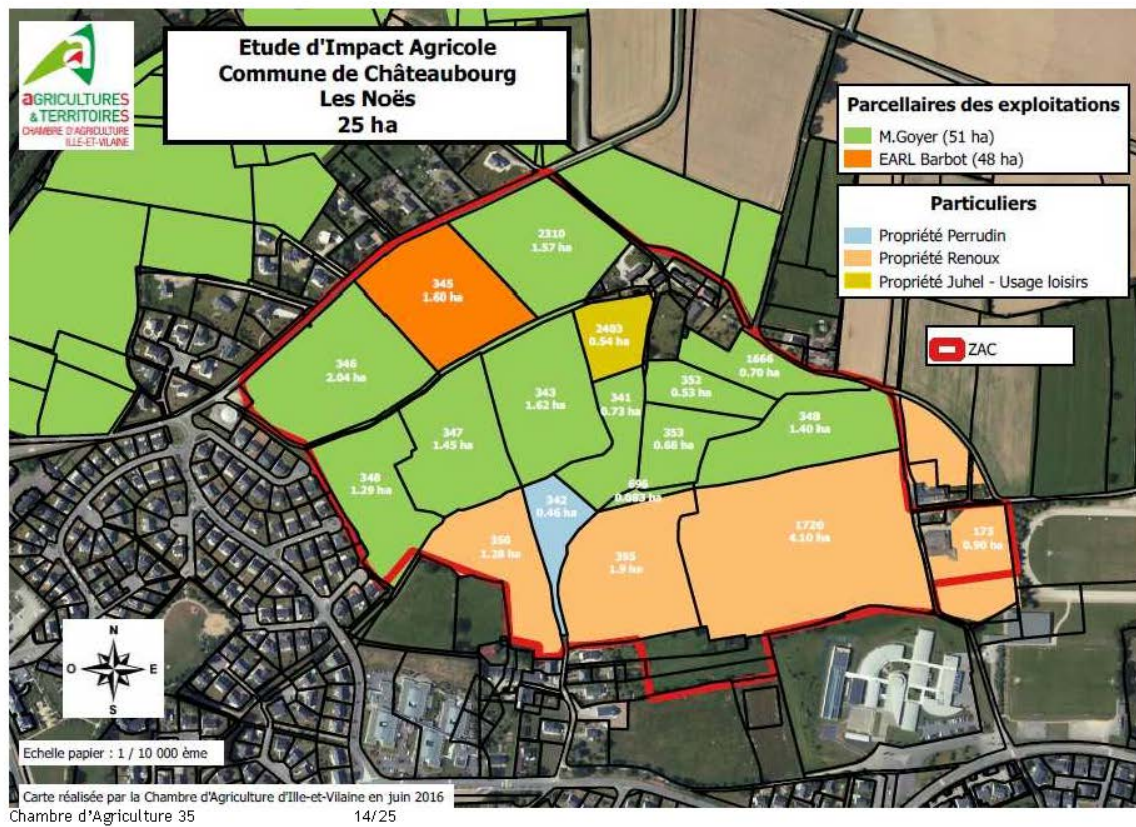 aGRICULTURES
& TERRITOIRES
CHAMBRE D'AGRICULTURE
ILLE-ET-VILAINE
Etude d'Impact Agricole
Commune de Châteaubourg
Les Noës
25 ha
Parcellaires des exploitations
M.Goyer (51 ha)
EARL Barbot (48 ha)
Particuliers
Propriété Perrudin
Propriété Renoux
Propriété Juhel - Usage loisirs
ZAC
2310
1.57 ha
345
1.60 ha
2403
0.54 ha
346
2.04 ha
343
1.62 ha
341
0.73 ha
352
0.53 ha
1666
0.70 ha
347
1.45 ha
353
0.68 ha
348
1.40 ha
348
1.29 ha
342
0.46 ha
696
0.083 ha
350
1.28 ha
355
1.9 ha
1720
4.10 ha
173
0.90 ha
N
O
E
S
Echelle papier : 1 / 10 000 ème
Carte réalisée par la Chambre d'Agriculture d'Ille-et-Vilaine en juin 2016
Chambre d'Agriculture 35
14/25